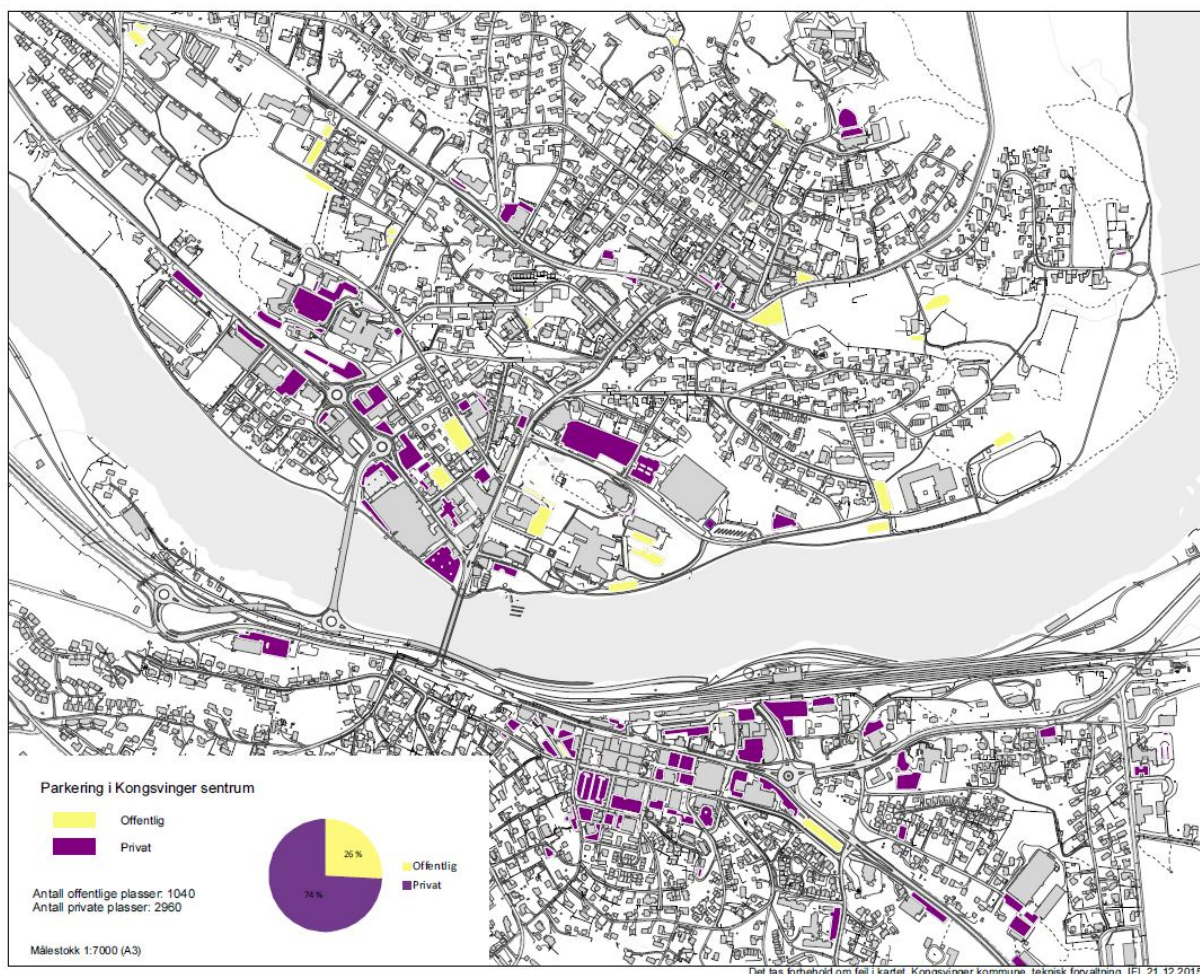 Parkering i Kongsvinger sentrum
Offentlig
Privat
26 %
74 %
Offentlig
Privat
Antall offentlige plasser: 1040
Antall private plasser: 2960
Målestokk 1:7000 (A3)
Det tas forbehold om feil i kartet. Kongsvinger kommune, teknisk forvaltning,